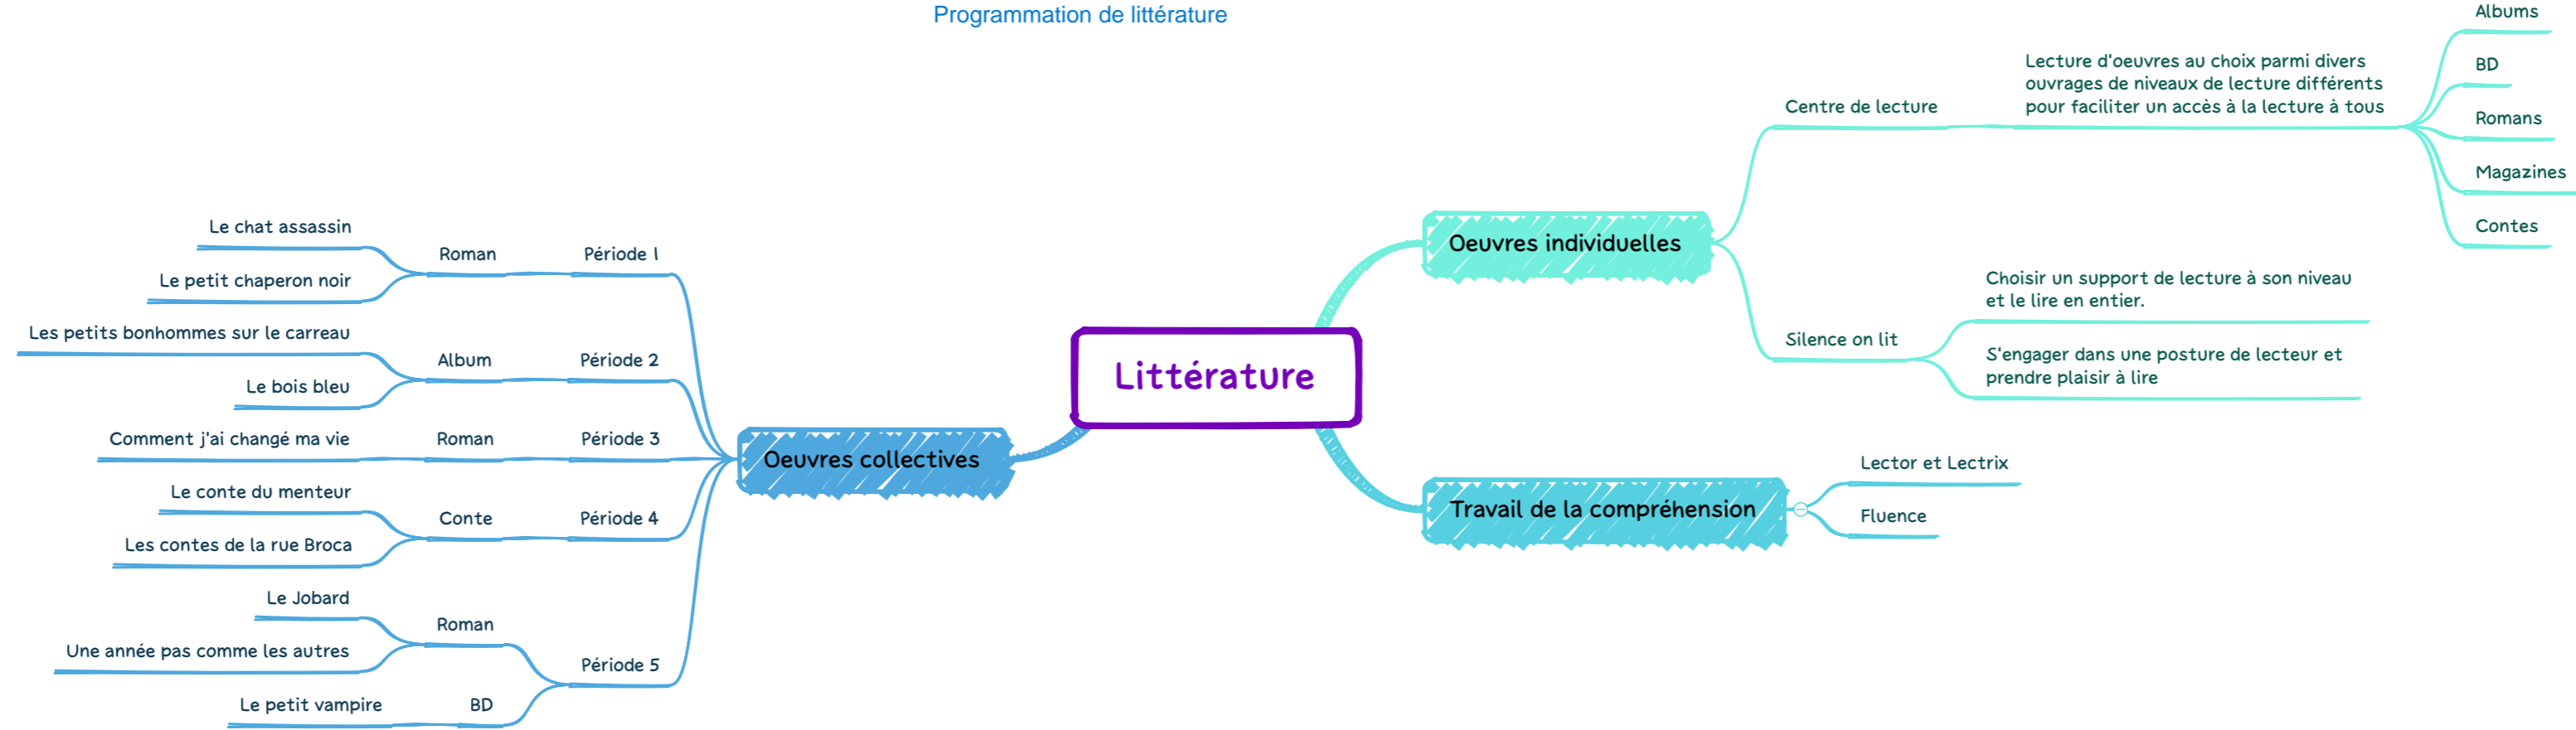 Programmation de littérature
Littérature
Oeuvres individuelles
Centre de lecture
Lecture d'oeuvres au choix parmi divers
ouvrages de niveaux de lecture différents
pour faciliter un accès à la lecture à tous
Albums
BD
Romans
Magazines
Contes
Silence on lit
Choisir un support de lecture à son niveau
et le lire en entier.
S'engager dans une posture de lecteur et
prendre plaisir à lire
Travail de la compréhension
Lector et Lectrix
Fluence
Oeuvres collectives
Période 1
Roman
Le chat assassin
Le petit chaperon noir
Période 2
Album
Les petits bonhommes sur le carreau
Le bois bleu
Période 3
Roman
Comment j'ai changé ma vie
Période 4
Conte
Le conte du menteur
Les contes de la rue Broca
Période 5
Roman
Le Jobard
Une année pas comme les autres
BD
Le petit vampire